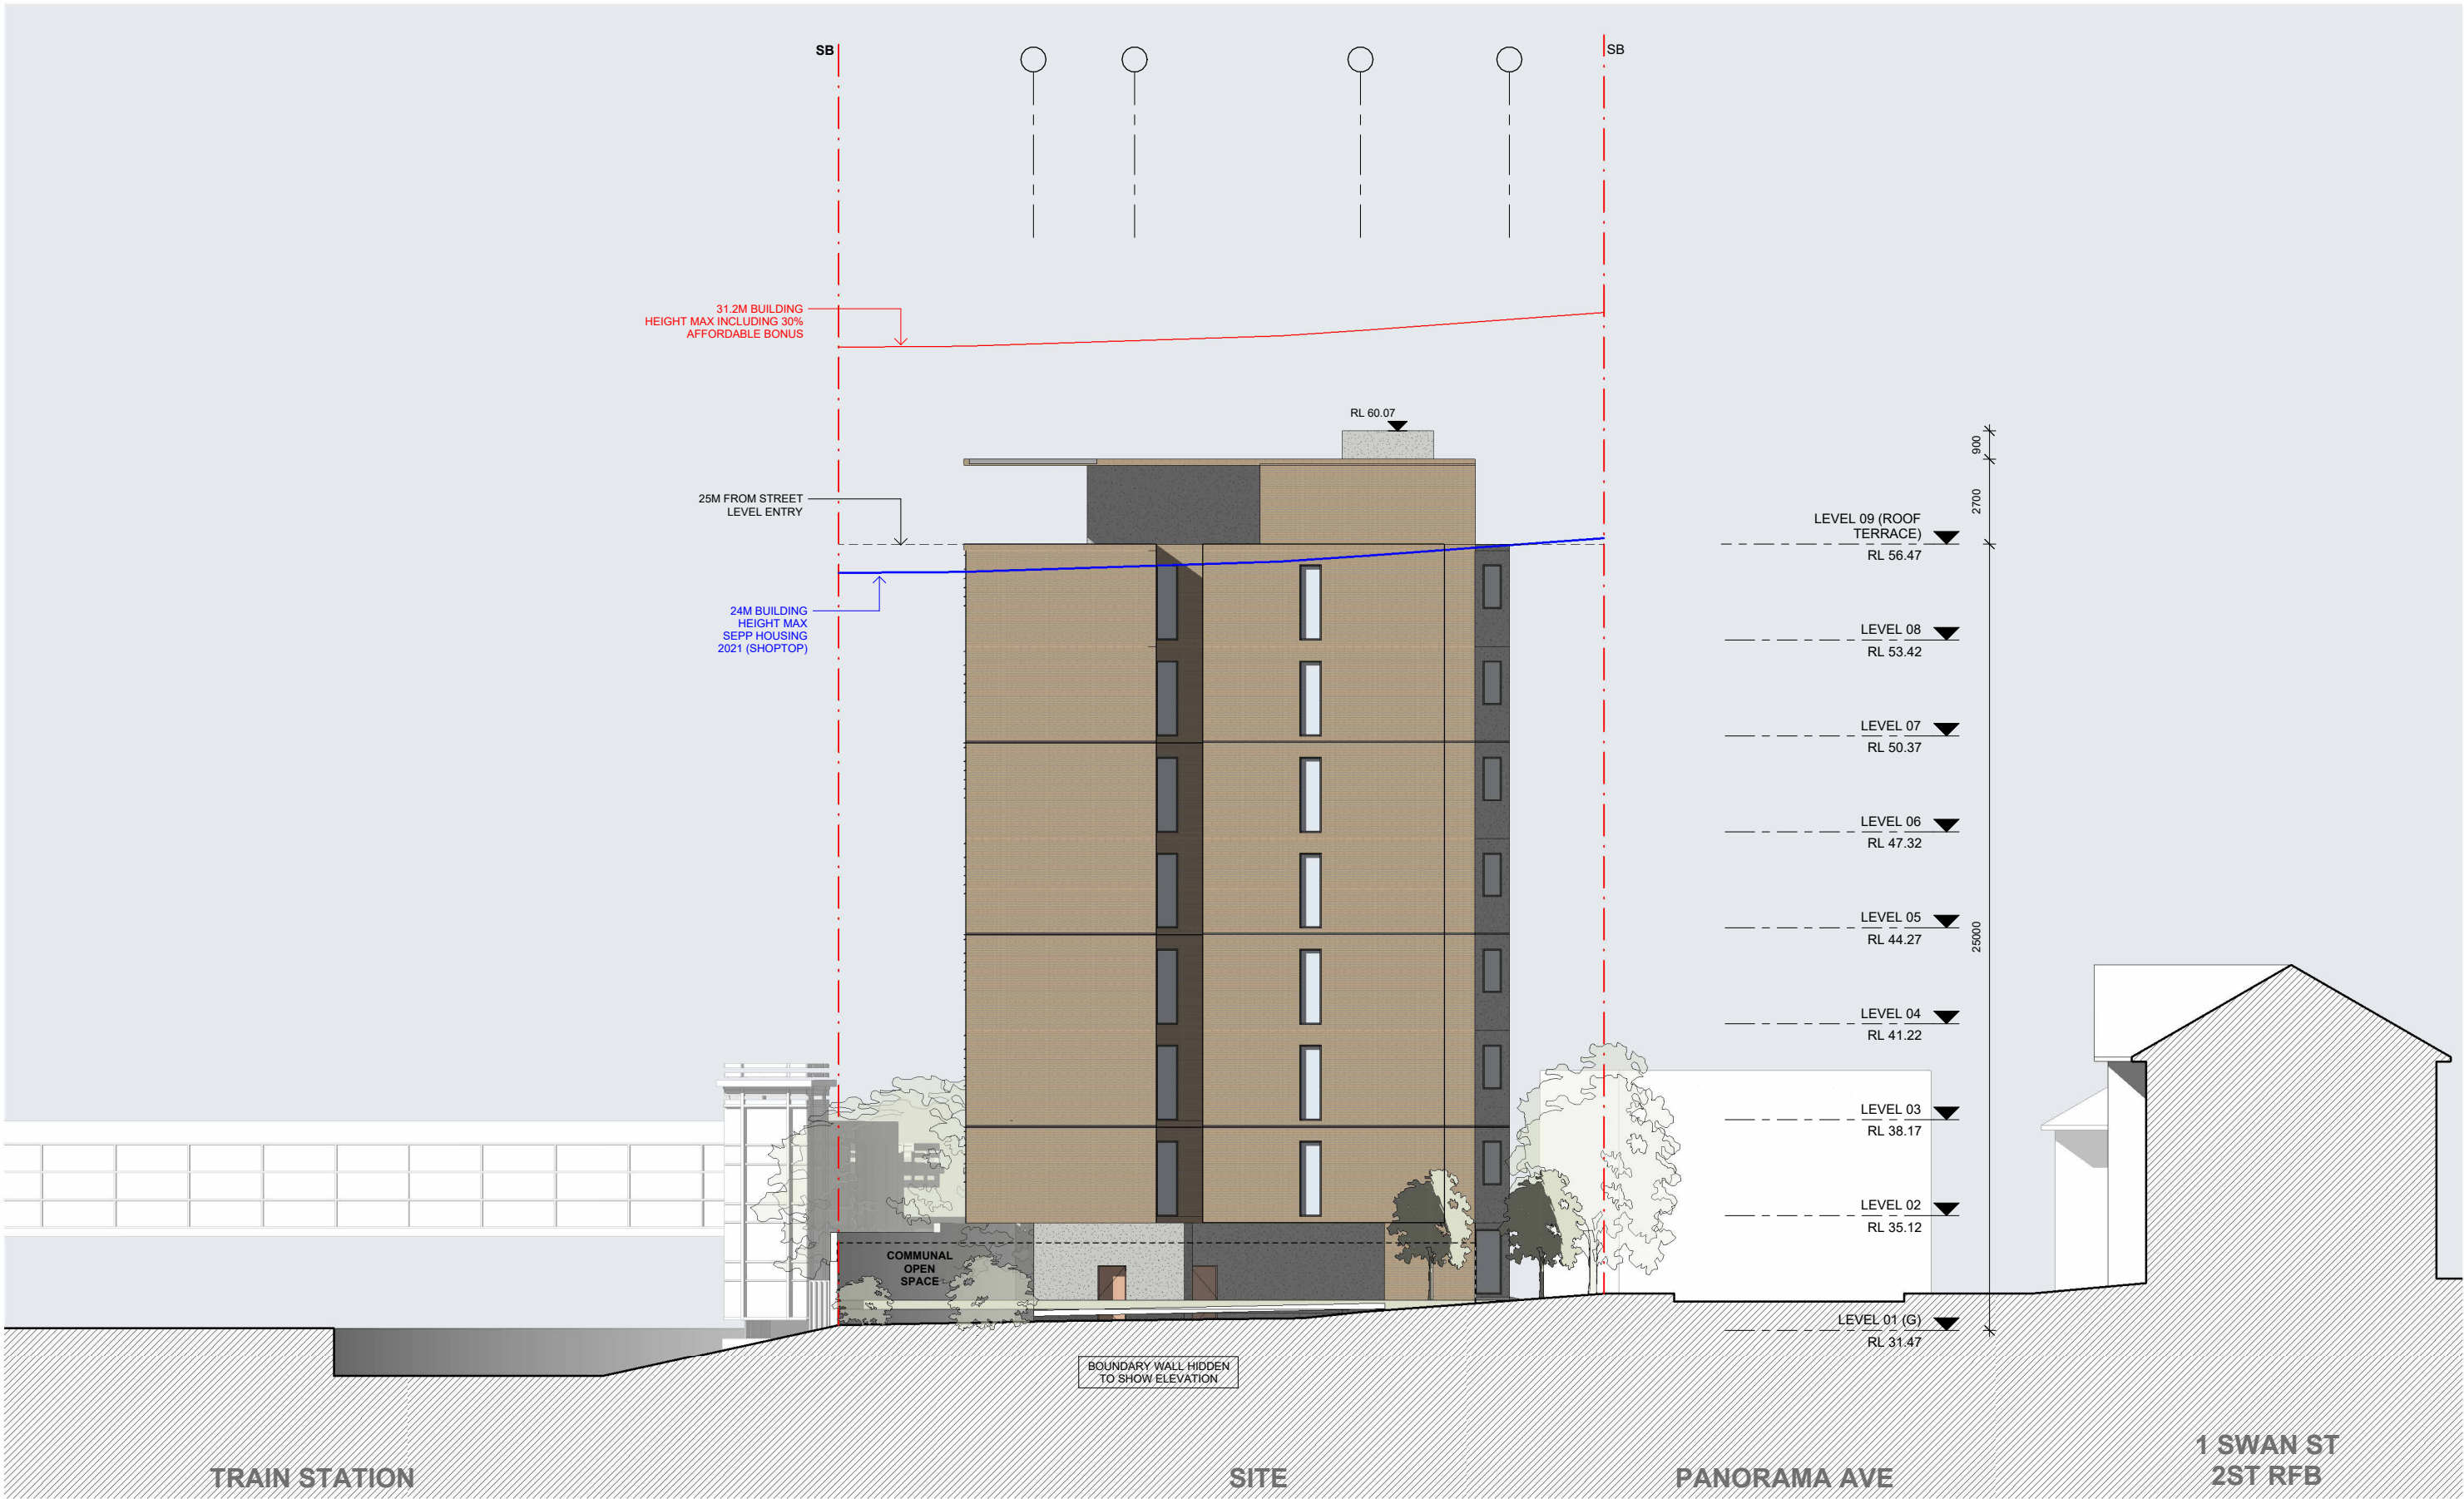 SB
SB
31.2M BUILDING
HEIGHT MAX INCLUDING 30%
AFFORDABLE BONUS
RL 60.07
900
25M FROM STREET
LEVEL ENTRY
2700
LEVEL 09 (ROOF
TERRACE)
RL 56.47
24M BUILDING
HEIGHT MAX
SEPP HOUSING
2021 (SHOPTOP)
LEVEL 08
RL 53.42
LEVEL 07
RL 50.37
LEVEL 06
RL 47.32
LEVEL 05
RL 44.27
25000
LEVEL 04
RL 41.22
LEVEL 03
RL 38.17
LEVEL 02
RL 35.12
COMMUNAL
OPEN
SPACE
LEVEL 01 (G)
RL 31.47
BOUNDARY WALL HIDDEN
TO SHOW ELEVATION
TRAIN STATION
SITE
PANORAMA AVE
1 SWAN ST
2ST RFB